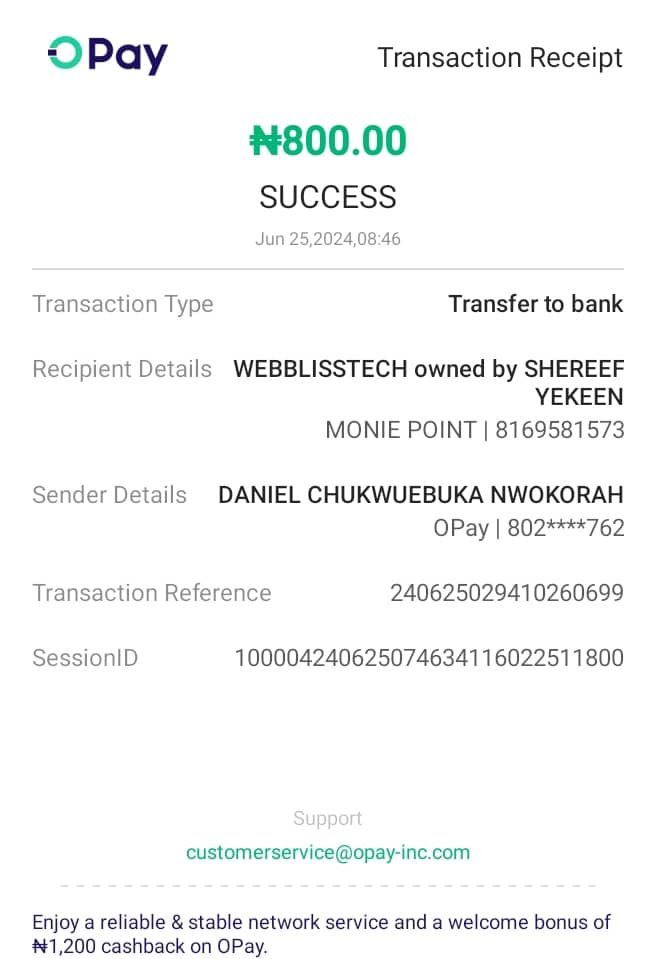 OPay
Transaction Receipt
₦800.00
SUCCESS
Jun 25,2024,08:46
Transaction Type Transfer to bank
Recipient Details WEBBLISSTECH owned by SHEREEF
YEKEEN
MONIE POINT | 8169581573
Sender Details DANIEL CHUKWUEBUKA NWOKORAH
OPay | 802****762
Transaction Reference 240625029410260699
SessionID 100004240625074634116022511800
Support
customerservice@opay-inc.com
Enjoy a reliable & stable network service and a welcome bonus of
₦1,200 cashback on OPay.